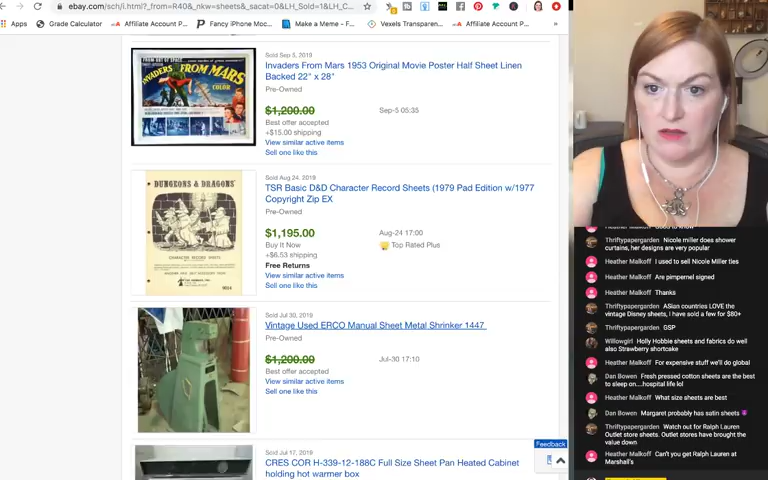 ebay.com/sch/i.html?_from=R40&_nkw=sheets&_sacat=0&LH_Sold=1&LH_C...
Apps
Grade Calculator
Affiliate Account P...
Fancy iPhone Moc...
Make a Meme - F...
Vexels Transparen...
Affiliate Account P...
Sold Sep 5, 2019
Invaders From Mars 1953 Original Movie Poster Half Sheet Linen
Backed 22" x 28"
Pre-Owned
$1,200.00
Sep-5 05:35
Best offer accepted
+$15.00 shipping
View similar active items
Sell one like this
INVADERS FROM MARS
COLOR
Sold Aug 24, 2019
TSR Basic D&D Character Record Sheets (1979 Pad Edition w/1977
Copyright Zip EX
Pre-Owned
$1,195.00
Aug-24 17:00
Buy It Now
Top Rated Plus
+$6.53 shipping
Free Returns
View similar active items
Sell one like this
DUNGEONS & DRAGONS
CHARACTER RECORD SHEETS
Sold Jul 30, 2019
Vintage Used ERCO Manual Sheet Metal Shrinker 1447
Pre-Owned
$1,200.00
Jul-30 17:10
Best offer accepted
View similar active items
Sell one like this
Feedback
Sold Jul 17, 2019
CRES COR H-339-12-188C Full Size Sheet Pan Heated Cabinet
holding hot warmer box
Thriftypapergarden Nicole miller does shower
curtains, her designs are very popular
Heather Malkoff I used to sell Nicole Miller ties
Heather Malkoff Are pimpernel signed
Heather Malkoff Thanks
Thriftypapergarden ASian countries LOVE the
vintage Disney sheets, I have sold a few for $80+
Thriftypapergarden GSP
Willowgirl Holly Hobbie sheets and fabrics do well
also Strawberry shortcake
Heather Malkoff For expensive stuff we'll do global
Dan Bowen Fresh pressed cotton sheets are the best
to sleep on....hospital life lol
Heather Malkoff What size sheets are best
Dan Bowen Margaret probably has satin sheets
Thriftypapergarden Watch out for Ralph Lauren
Outlet store sheets. Outlet stores have brought the
value down
Heather Malkoff Can't you get Ralph Lauren at
Marshall's